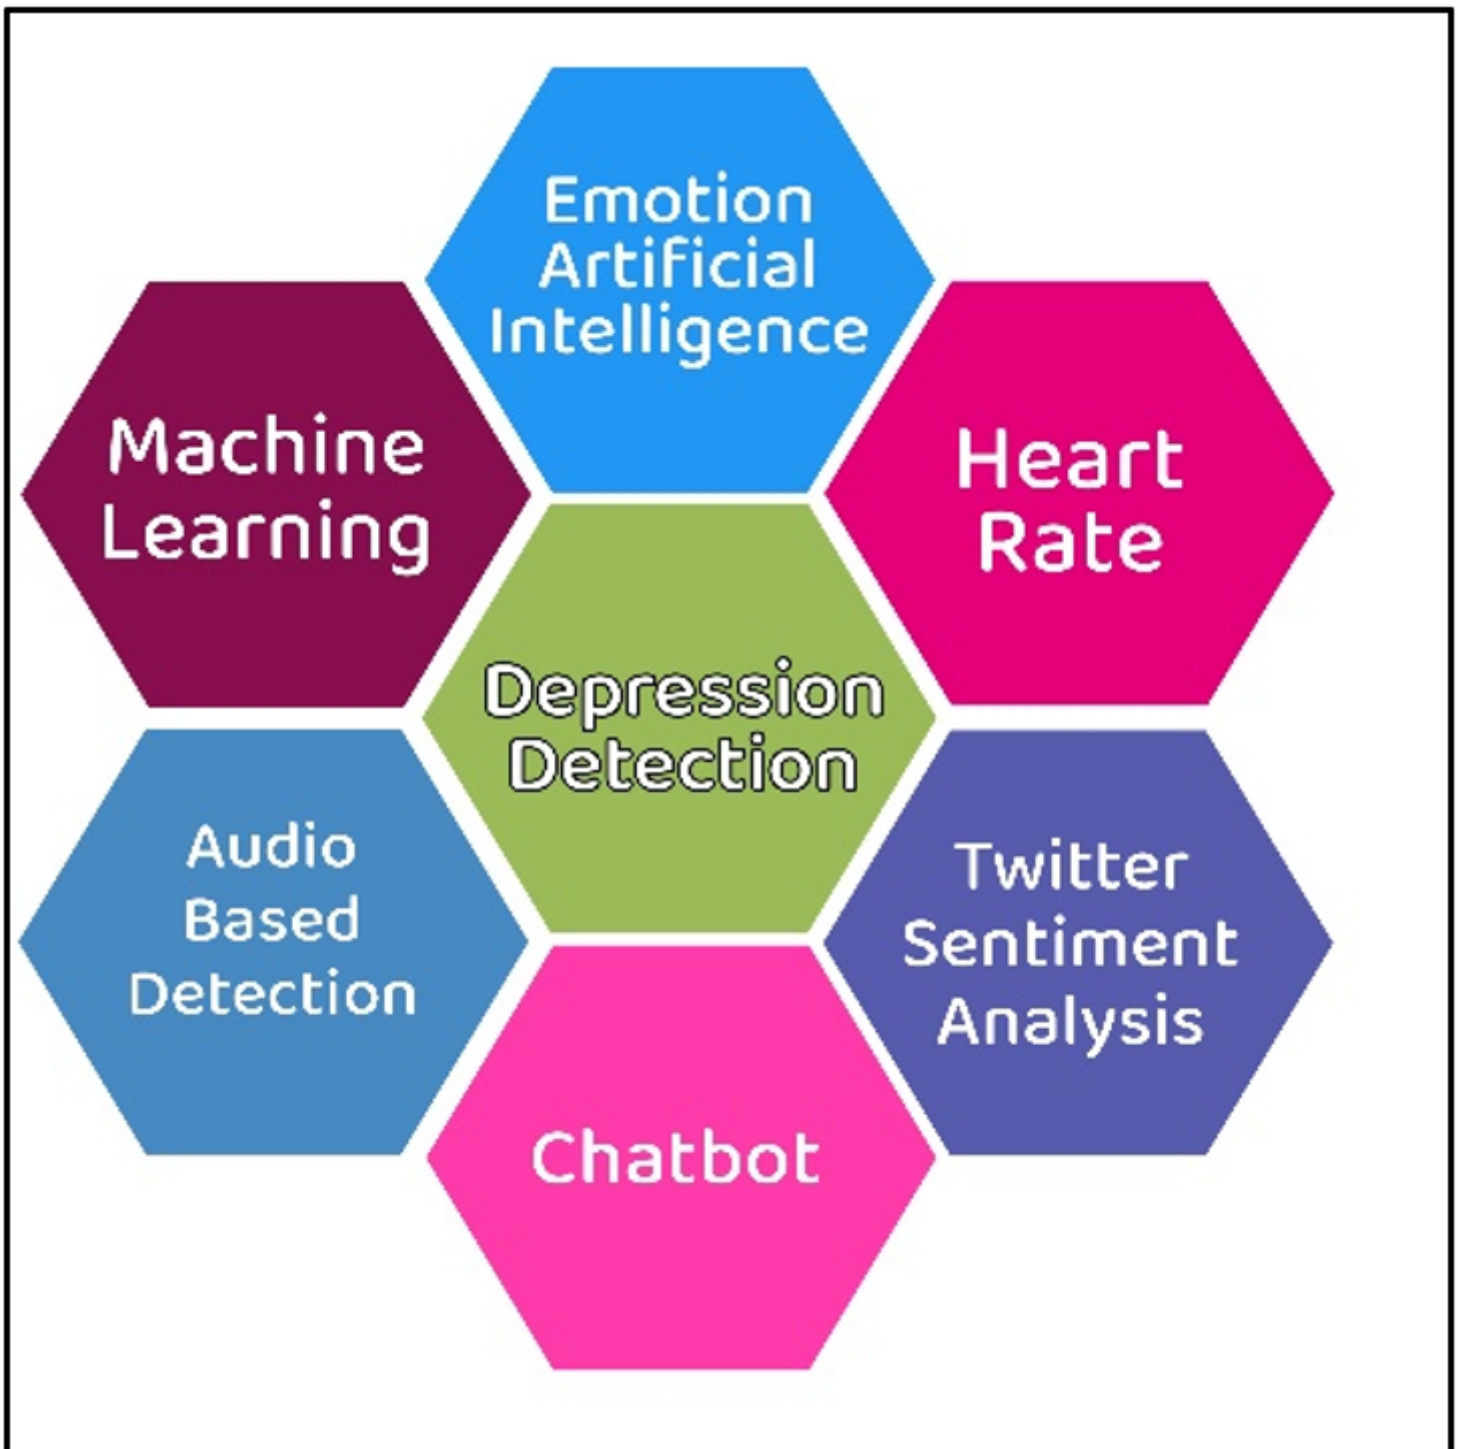 Emotion
Artificial
Intelligence
Machine
Learning
Heart
Rate
Depression
Detection
Audio
Based
Detection
Twitter
Sentiment
Analysis
Chatbot